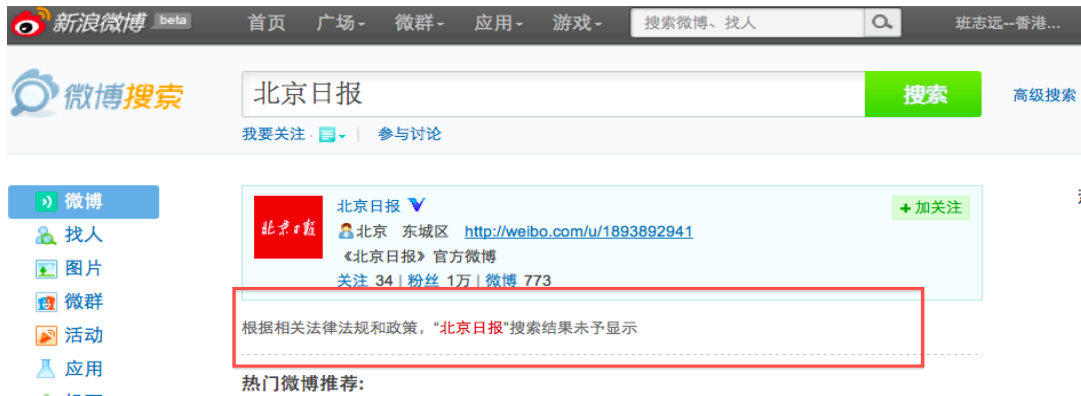 新浪微博 beta 首页 广场 微群 应用 游戏 搜索微博、找人 班志远--香港...
微博搜索 北京日报 搜索 高级搜索
我要关注 参与讨论
微博
找人
图片
微群
活动
应用
北京日报 北京日报 V +加关注
北京 东城区 http://weibo.com/u/1893892941
《北京日报》官方微博
关注 34 | 粉丝 1万 | 微博 773
根据相关法律法规和政策，“北京日报”搜索结果未予显示
热门微博推荐: